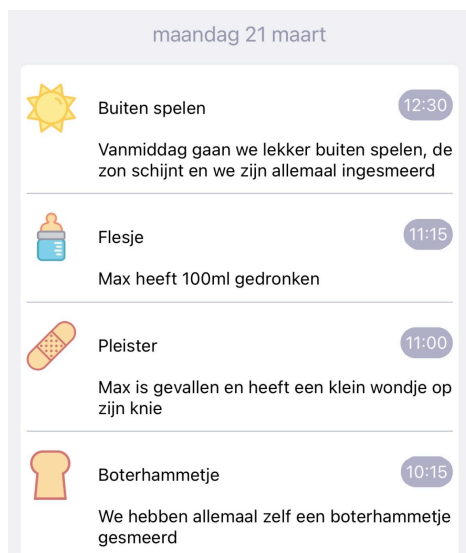 maandag 21 maart
Buiten spelen 12:30
Vanmiddag gaan we lekker buiten spelen, de
zon schijnt en we zijn allemaal ingesmeerd
Flesje 11:15
Max heeft 100ml gedronken
Pleister 11:00
Max is gevallen en heeft een klein wondje op
zijn knie
Boterhammetje 10:15
We hebben allemaal zelf een boterhammetje
gesmeerd